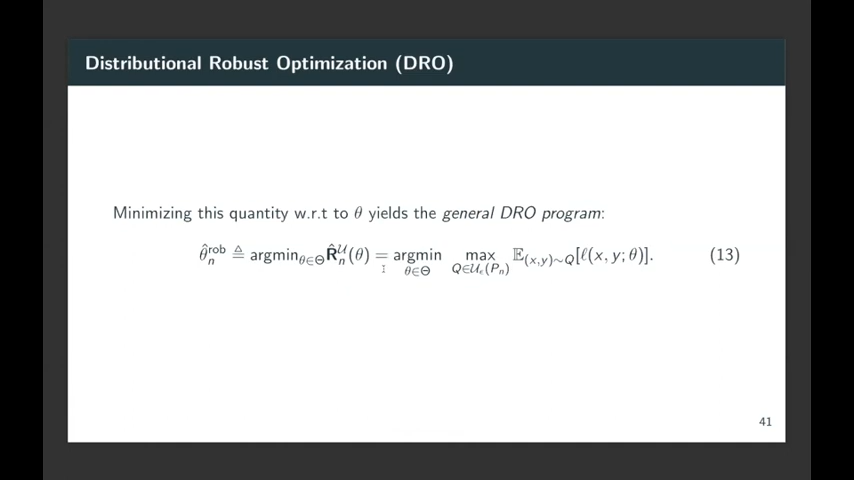 Distributional Robust Optimization (DRO)
Minimizing this quantity w.r.t to θ yields the general DRO program:
θ̂ₙʳᵒᵇ ≜ argmin_{θ∈Θ} R̂ₙ^𝒰(θ) = argmin_{θ∈Θ} max_{Q∈𝒰_ϵ(Pₙ)} 𝔼_{(x,y)∼Q}[ℓ(x, y; θ)]. (13)
41